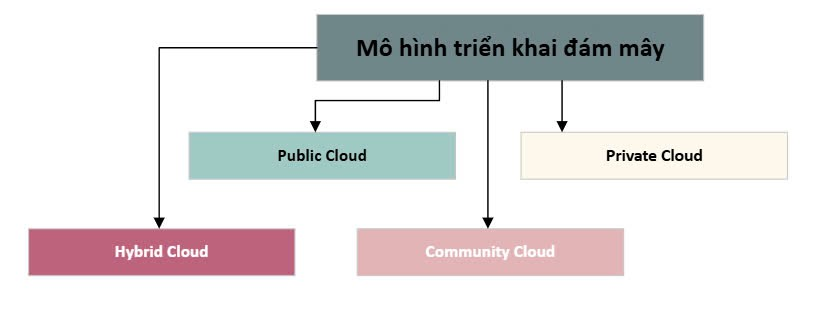 Mô hình triển khai đám mây
Public Cloud
Private Cloud
Hybrid Cloud
Community Cloud